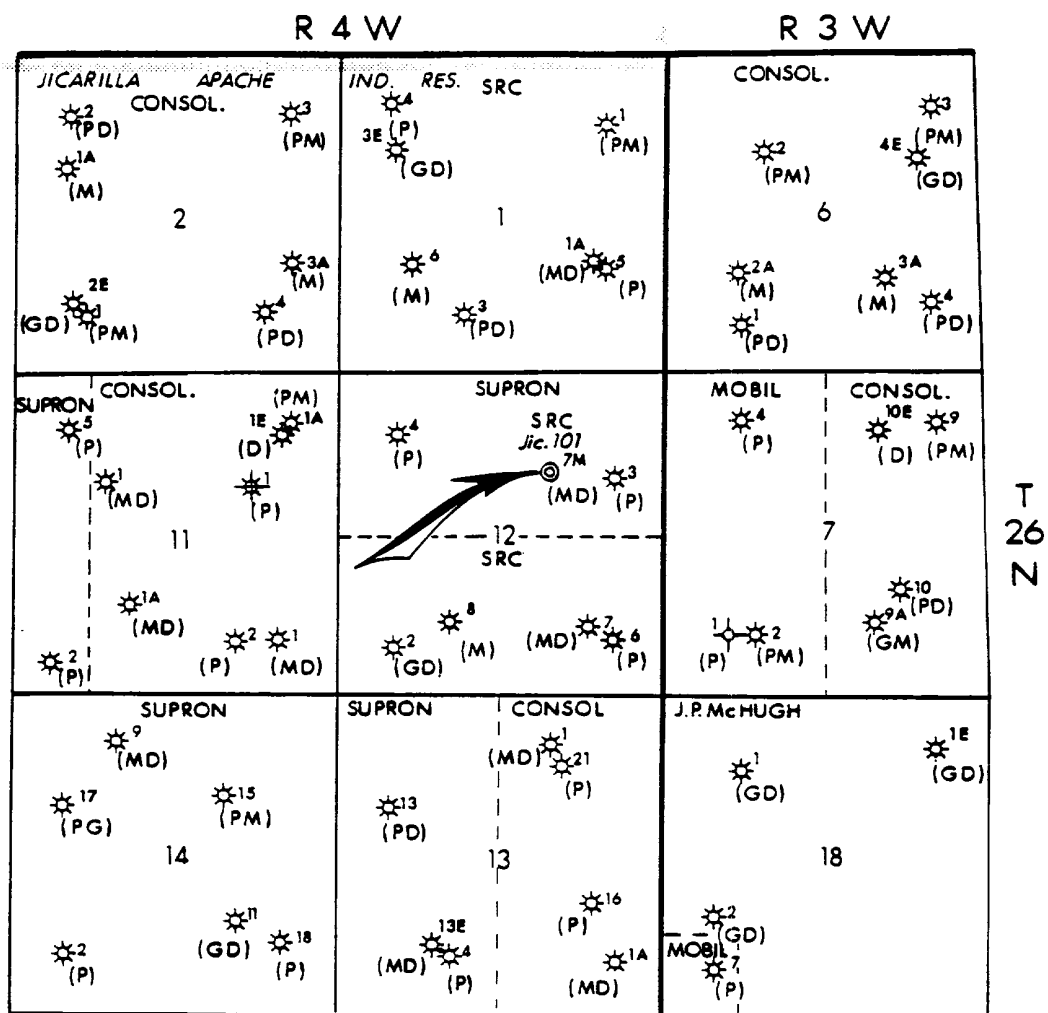 R 4 W
R 3 W
JICARILLA APACHE
CONSOL.
2
(PD)
3
(PM)
1A
(M)
2
3A
(M)
2E
(GD)
1
(PM)
4
(PD)
IND. RES.
SRC
4
(P)
3E
(GD)
1
(PM)
1
1A
(MD)
5
(P)
6
(M)
3
(PD)
CONSOL.
3
(PM)
2
(PM)
4E
(GD)
6
2A
(M)
3A
(M)
1
(PD)
4
(PD)
SUPRON
CONSOL.
5
(P)
(PM)
1A
1E
(D)
1
(MD)
1
(P)
11
1A
(MD)
2
(P)
2
(P)
1
(MD)
SUPRON
SRC
Jic. 101
4
(P)
7M
(MD)
3
(P)
12
SRC
8
(M)
2
(GD)
(MD)
7
6
(P)
MOBIL
CONSOL.
4
(P)
10E
(D)
9
(PM)
7
10
(PD)
9A
(GM)
1
(P)
2
(PM)
T
26
N
SUPRON
9
(MD)
17
(PG)
15
(PM)
14
11
(GD)
18
(P)
2
(P)
SUPRON
CONSOL
1
(MD)
21
(P)
13
(PD)
13
16
(P)
13E
(MD)
4
(P)
1A
(MD)
J.P. McHUGH
1
(GD)
1E
(GD)
18
2
(GD)
MOBIL
7
(P)